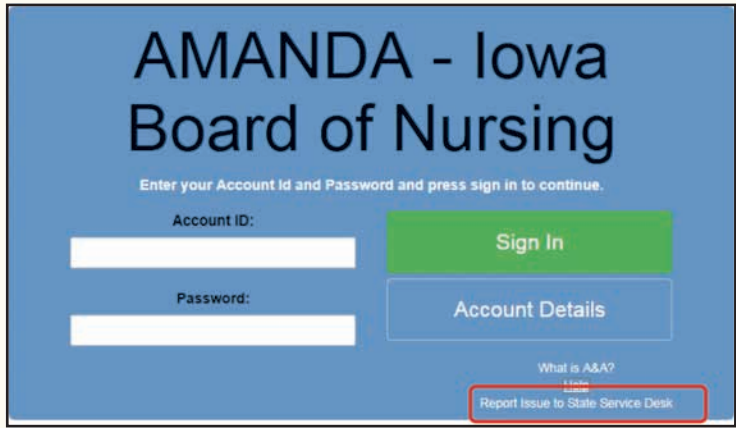 AMANDA - Iowa
Board of Nursing
Enter your Account Id and Password and press sign in to continue.
Account ID:
Sign In
Password:
Account Details
What is A&A?
Help
Report Issue to State Service Desk